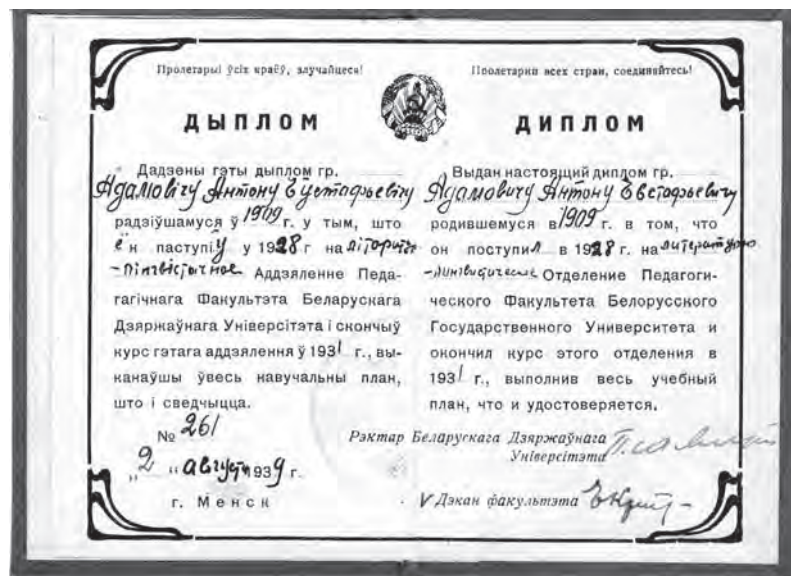 Пролетарыі ўсіх краёў, злучайцеся!
ДЫПЛОМ
Дадзены гэты дыплом гр.
Адамовічу Антону Еўстафьевічу
радзіўшамуся ў 1909 г. у тым, што
ён паступіў у 1928 г на літорату
-лінгвістычное Аддзяленне Педа-
гагічнага Факультэта Беларускага
Дзяржаўнага Універсітэта і скончыў
курс гэтага аддзялення ў 1931 г., вы-
канаўшы ўвесь навучальны план,
што і сведчыцца.
№ 261
„2 „ августа 1939 г.
г. Менск
Пролетарии всех стран, соединяйтесь!
ДИПЛОМ
Выдан настоящий диплом гр.
Адамовичу Антону Евстафьевичу
родившемуся в 1909 г. в том, что
он поступил в 1928 г. на литературно
-лингвистическое Отделение Педагоги-
ческого Факультета Белорусского
Государственного Университета и
окончил курс этого отделения в
1931 г., выполнив весь учебный
план, что и удостоверяется.
Рэктар Беларускага Дзяржаўнага
Універсітэта
V Дэкан факультэта